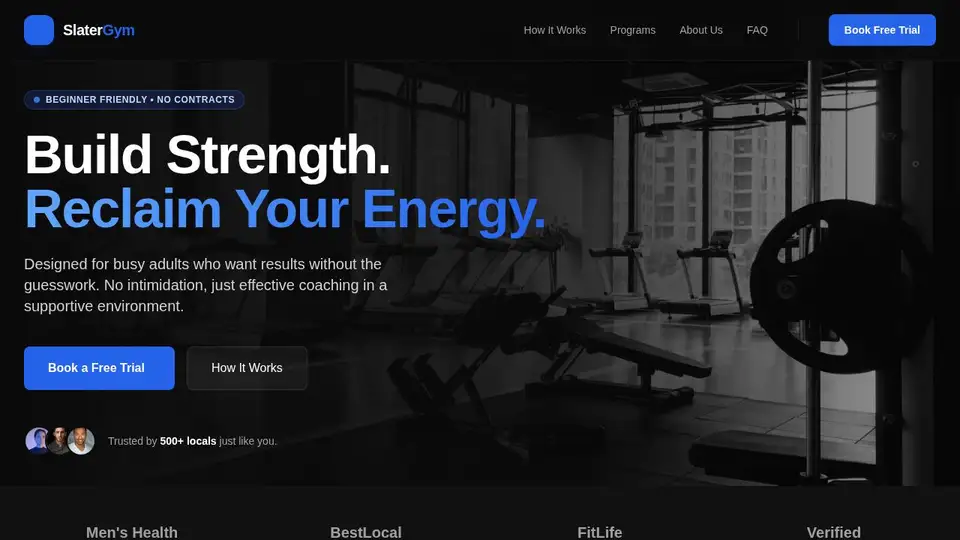 SlaterGym
How It Works
Programs
About Us
FAQ
Book Free Trial
BEGINNER FRIENDLY • NO CONTRACTS
Build Strength.
Reclaim Your Energy.
Designed for busy adults who want results without the
guesswork. No intimidation, just effective coaching in a
supportive environment.
Book a Free Trial
How It Works
Trusted by 500+ locals just like you.
Men's Health
BestLocal
FitLife
Verified